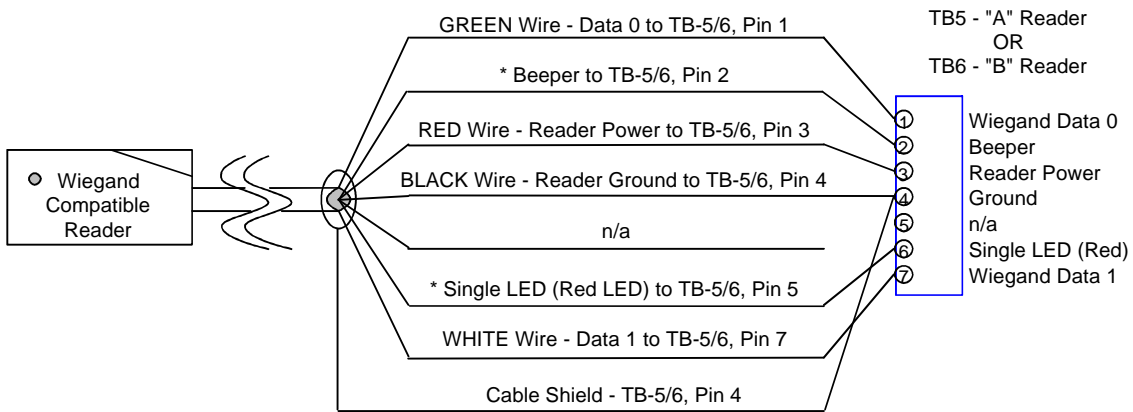 TB5 - "A" Reader
OR
TB6 - "B" Reader
GREEN Wire - Data 0 to TB-5/6, Pin 1
* Beeper to TB-5/6, Pin 2
RED Wire - Reader Power to TB-5/6, Pin 3
BLACK Wire - Reader Ground to TB-5/6, Pin 4
n/a
* Single LED (Red LED) to TB-5/6, Pin 5
WHITE Wire - Data 1 to TB-5/6, Pin 7
Cable Shield - TB-5/6, Pin 4
Wiegand
Compatible
Reader
1 Wiegand Data 0
2 Beeper
3 Reader Power
4 Ground
5 n/a
6 Single LED (Red)
7 Wiegand Data 1